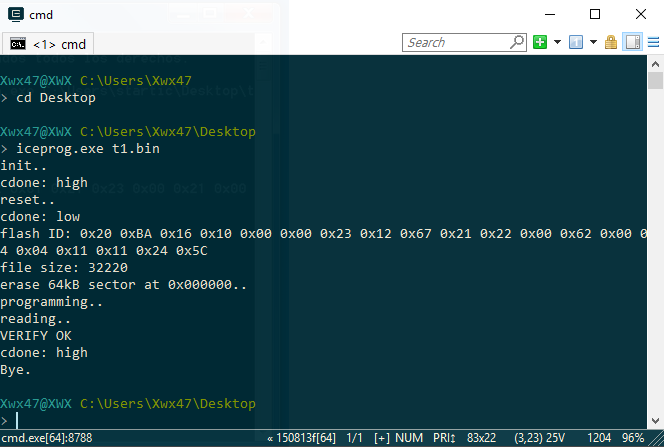 cmd
<1> cmd
Search
Xwx47@XWX C:\Users\Xwx47
> cd Desktop
Xwx47@XWX C:\Users\Xwx47\Desktop
> iceprog.exe t1.bin
init..
cdone: high
reset..
cdone: low
flash ID: 0x20 0xBA 0x16 0x10 0x00 0x00 0x23 0x12 0x67 0x21 0x22 0x00 0x62 0x00 0
4 0x04 0x11 0x11 0x24 0x5C
file size: 32220
erase 64kB sector at 0x000000..
programming..
reading..
VERIFY OK
cdone: high
Bye.
Xwx47@XWX C:\Users\Xwx47\Desktop
>
cmd.exe[64]:8788 « 150813f[64] 1/1 [+] NUM PRI↕ 83x22 (3,23) 25V 1204 96%